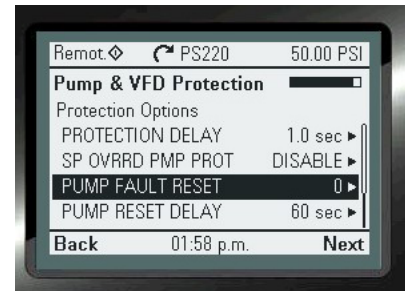 Remot. PS220 50.00 PSI
Pump & VFD Protection
Protection Options
PROTECTION DELAY 1.0 sec
SP OVRRD PMP PROT DISABLE
PUMP FAULT RESET 0
PUMP RESET DELAY 60 sec
Back 01:58 p.m. Next